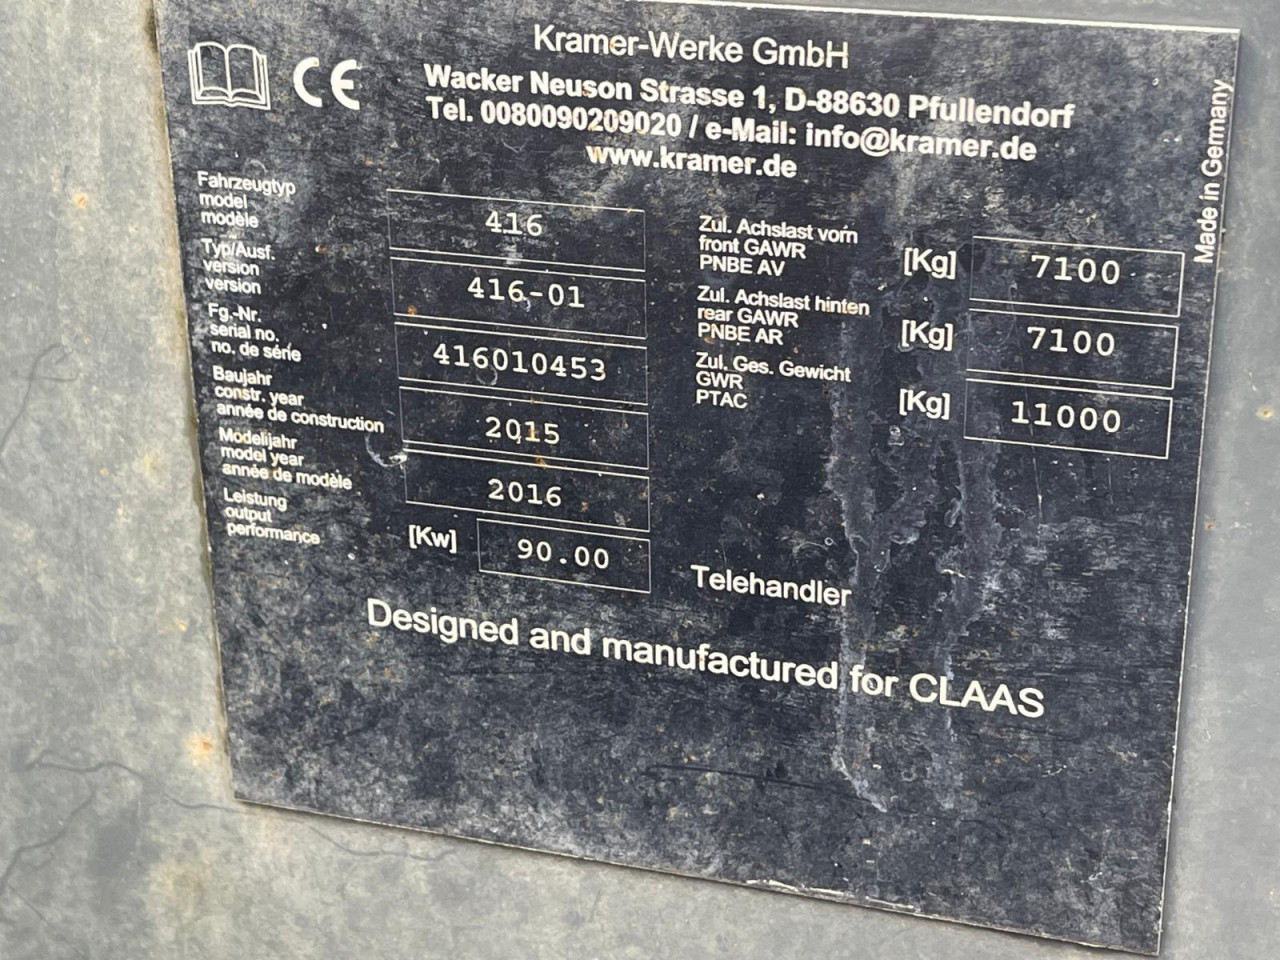 Kramer-Werke GmbH
CE
Wacker Neuson Strasse 1, D-88630 Pfullendorf
Tel. 0080090209020 / e-Mail: info@kramer.de
www.kramer.de
Made in Germany
Fahrzeugtyp
model
modèle
416
Typ/Ausf.
version
version
416-01
Fg.-Nr.
serial no.
no. de série
416010453
Baujahr
constr. year
année de construction
2015
Modelljahr
model year
année de modèle
2016
Leistung
output
performance
[Kw] 90.00
Zul. Achslast vorn
front GAWR
PNBE AV
[Kg] 7100
Zul. Achslast hinten
rear GAWR
PNBE AR
[Kg] 7100
Zul. Ges. Gewicht
GWR
PTAC
[Kg] 11000
Telehandler
Designed and manufactured for CLAAS